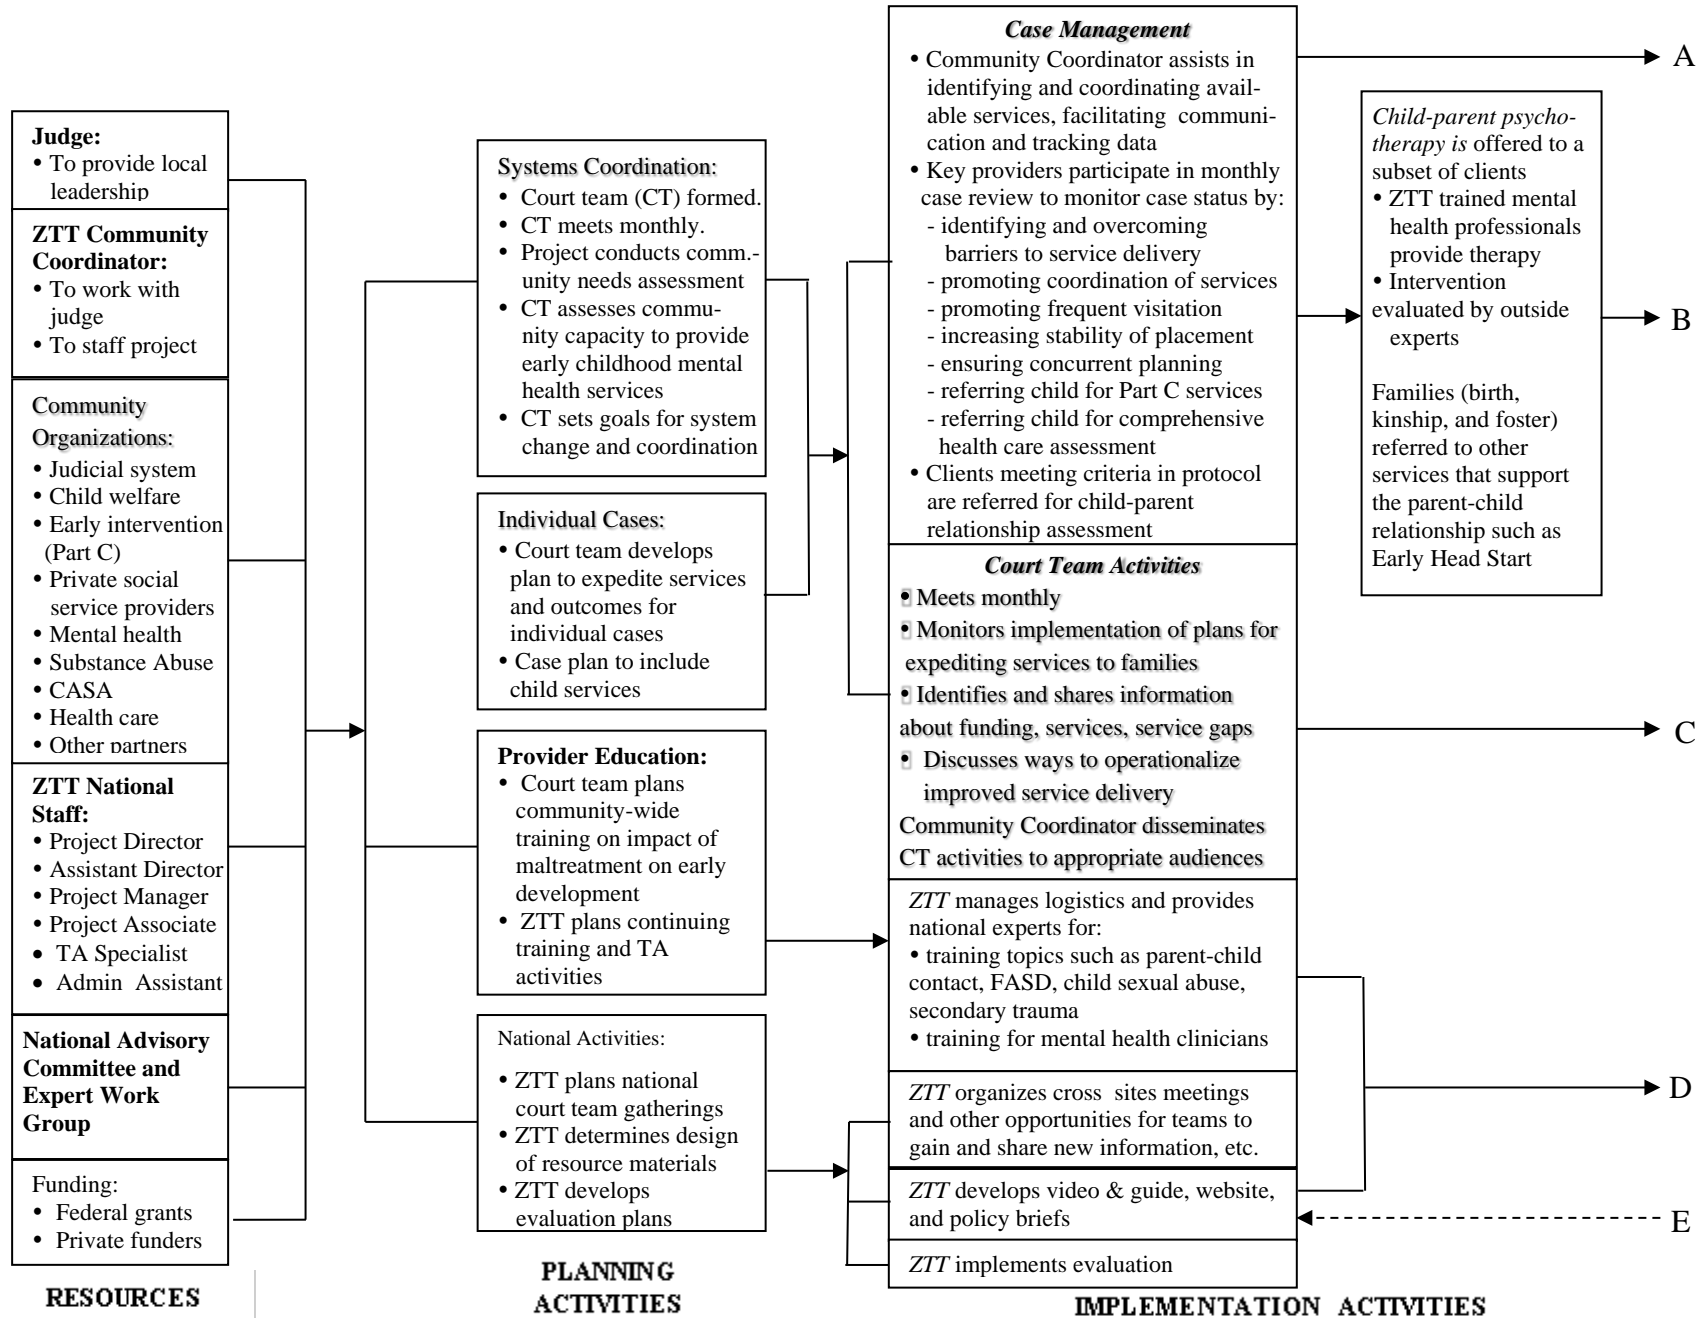 Judge:
• To provide local
leadership
ZTT Community
Coordinator:
• To work with
judge
• To staff project
Community
Organizations:
• Judicial system
• Child welfare
• Early intervention
(Part C)
• Private social
service providers
• Mental health
• Substance Abuse
• CASA
• Health care
• Other partners
ZTT National
Staff:
• Project Director
• Assistant Director
• Project Manager
• Project Associate
• TA Specialist
• Admin Assistant
National Advisory
Committee and
Expert Work
Group
Funding:
• Federal grants
• Private funders
RESOURCES
Systems Coordination:
• Court team (CT) formed.
• CT meets monthly.
• Project conducts comm.-
unity needs assessment
• CT assesses commu-
nity capacity to provide
early childhood mental
health services
• CT sets goals for system
change and coordination
Individual Cases:
• Court team develops
plan to expedite services
and outcomes for
individual cases
• Case plan to include
child services
Provider Education:
• Court team plans
community-wide
training on impact of
maltreatment on early
development
• ZTT plans continuing
training and TA
activities
National Activities:
• ZTT plans national
court team gatherings
• ZTT determines design
of resource materials
• ZTT develops
evaluation plans
PLANNING
ACTIVITIES
Case Management
• Community Coordinator assists in
identifying and coordinating avail-
able services, facilitating communi-
cation and tracking data
• Key providers participate in monthly
case review to monitor case status by:
- identifying and overcoming
barriers to service delivery
- promoting coordination of services
- promoting frequent visitation
- increasing stability of placement
- ensuring concurrent planning
- referring child for Part C services
- referring child for comprehensive
health care assessment
• Clients meeting criteria in protocol
are referred for child-parent
relationship assessment
Court Team Activities
• Meets monthly
• Monitors implementation of plans for
expediting services to families
• Identifies and shares information
about funding, services, service gaps
• Discusses ways to operationalize
improved service delivery
Community Coordinator disseminates
CT activities to appropriate audiences
ZTT manages logistics and provides
national experts for:
• training topics such as parent-child
contact, FASD, child sexual abuse,
secondary trauma
• training for mental health clinicians
ZTT organizes cross sites meetings
and other opportunities for teams to
gain and share new information, etc.
ZTT develops video & guide, website,
and policy briefs
ZTT implements evaluation
Child-parent psycho-
therapy is offered to a
subset of clients
• ZTT trained mental
health professionals
provide therapy
• Intervention
evaluated by outside
experts
Families (birth,
kinship, and foster)
referred to other
services that support
the parent-child
relationship such as
Early Head Start
IMPLEMENTATION ACTIVITIES
A
B
C
D
E